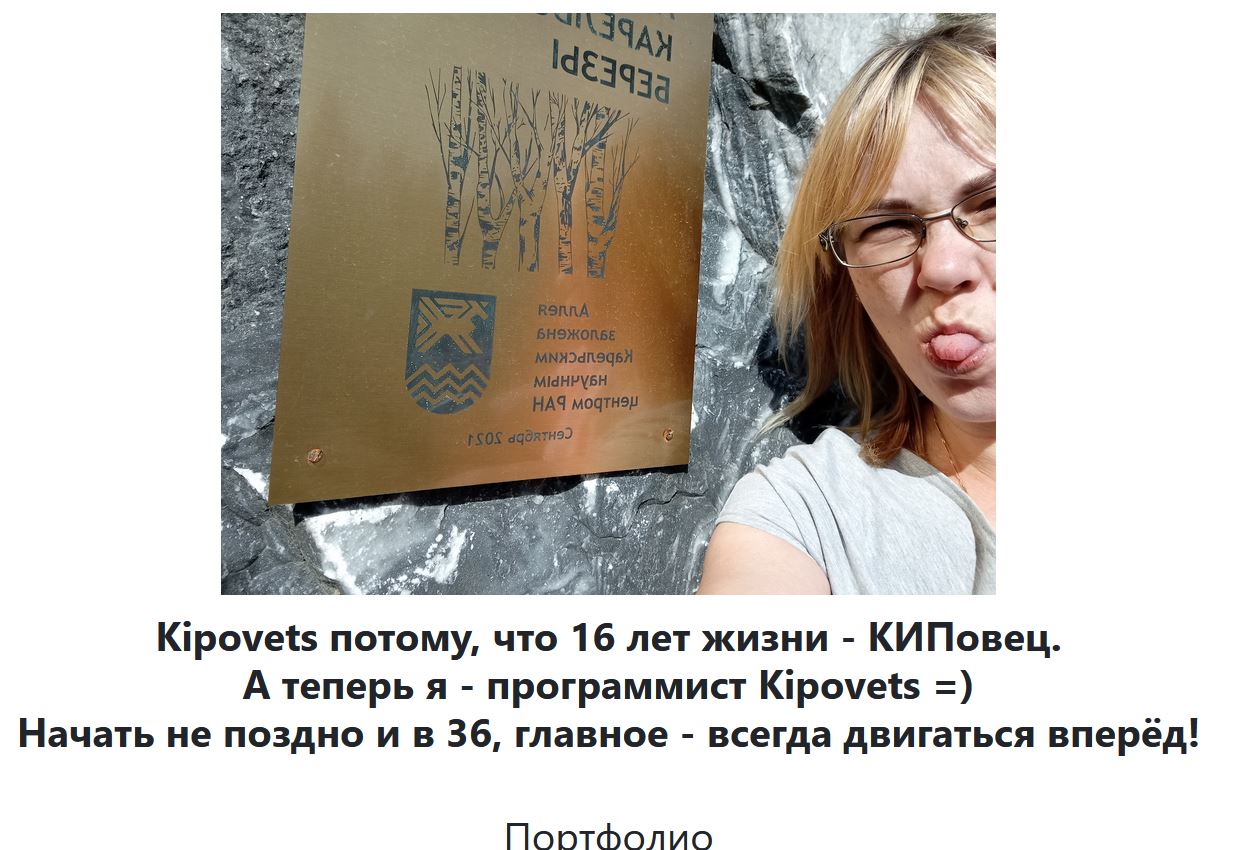 КАРЕЛЬ
БЕРЕЗЫ
Аллея
заложена
Карельским
научным
центром РАН
Сентябрь 2021
Kipovets потому, что 16 лет жизни - КИПовец.
А теперь я - программист Kipovets =)
Начать не поздно и в 36, главное - всегда двигаться вперёд!
Портфолио